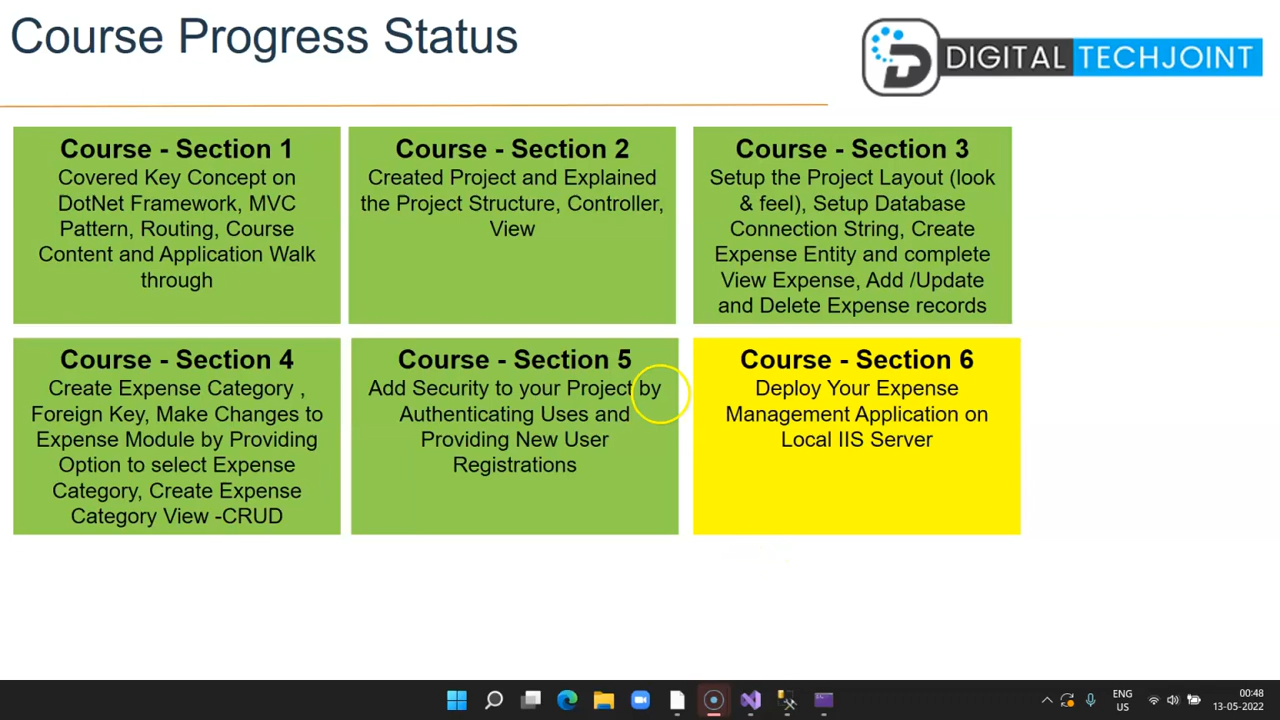 Course Progress Status
DIGITAL TECHJOINT
Course - Section 1
Covered Key Concept on
DotNet Framework, MVC
Pattern, Routing, Course
Content and Application Walk
through
Course - Section 2
Created Project and Explained
the Project Structure, Controller,
View
Course - Section 3
Setup the Project Layout (look
& feel), Setup Database
Connection String, Create
Expense Entity and complete
View Expense, Add /Update
and Delete Expense records
Course - Section 4
Create Expense Category ,
Foreign Key, Make Changes to
Expense Module by Providing
Option to select Expense
Category, Create Expense
Category View -CRUD
Course - Section 5
Add Security to your Project by
Authenticating Uses and
Providing New User
Registrations
Course - Section 6
Deploy Your Expense
Management Application on
Local IIS Server
ENG
US
00:48
13-05-2022